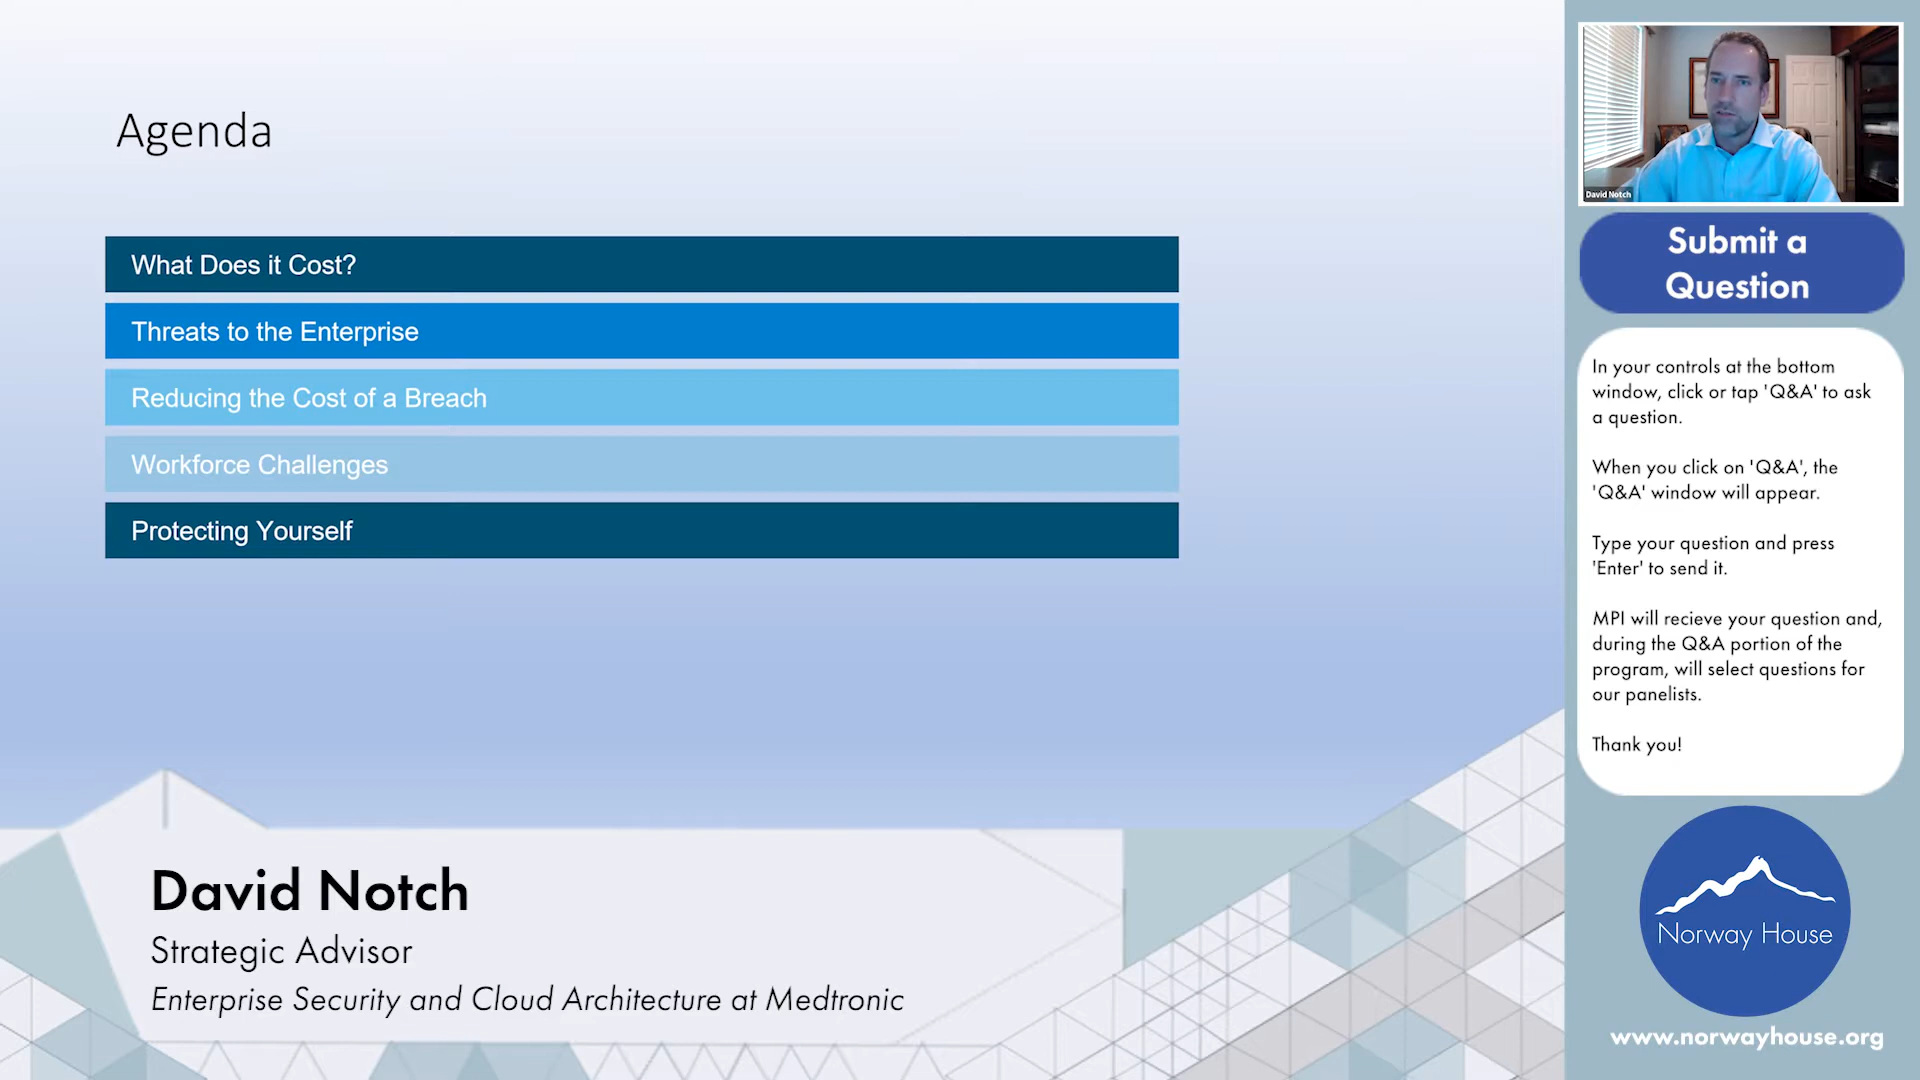 Agenda
What Does it Cost?
Threats to the Enterprise
Reducing the Cost of a Breach
Workforce Challenges
Protecting Yourself
David Notch
Strategic Advisor
Enterprise Security and Cloud Architecture at Medtronic
David Notch
Submit a
Question
In your controls at the bottom
window, click or tap 'Q&A' to ask
a question.
When you click on 'Q&A', the
'Q&A' window will appear.
Type your question and press
'Enter' to send it.
MPI will recieve your question and,
during the Q&A portion of the
program, will select questions for
our panelists.
Thank you!
Norway House
www.norwayhouse.org